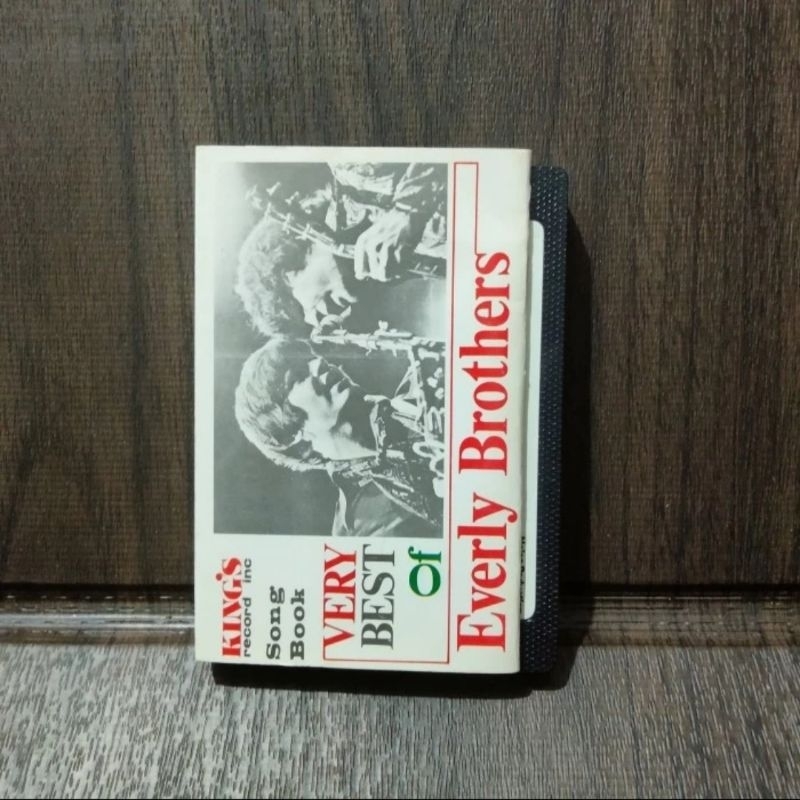 KING'S
record inc
Song
Book
VERY
BEST
Of
Everly Brothers